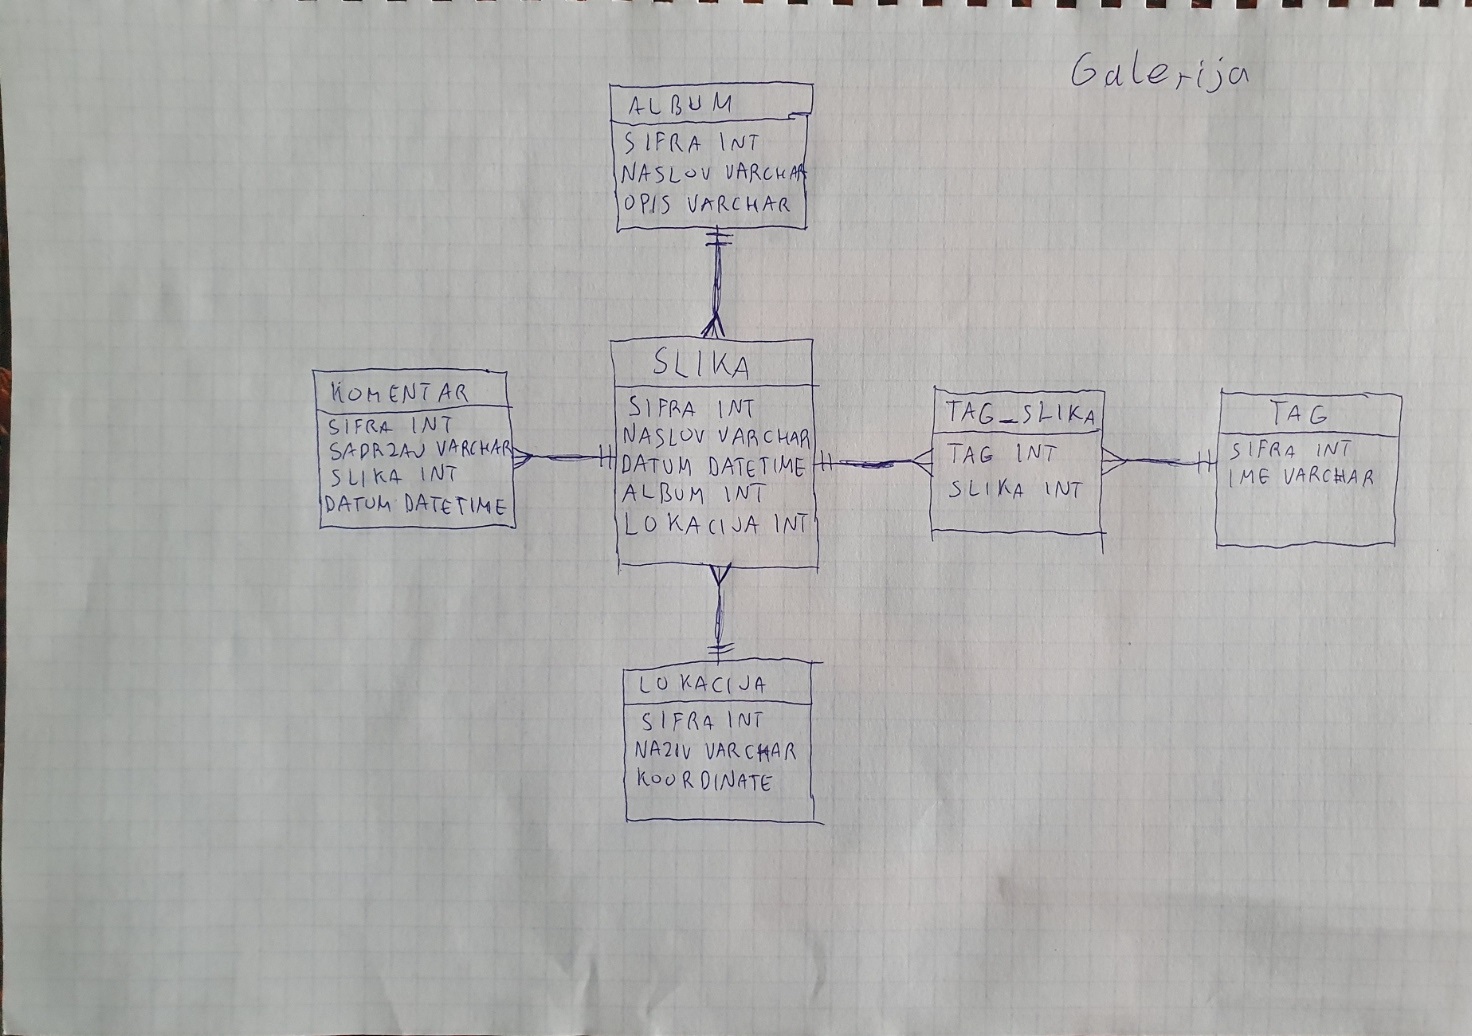 Galerija
ALBUM
SIFRA INT
NASLOV VARCHAR
OPIS VARCHAR
KOMENTAR
SIFRA INT
SADRZAJ VARCHAR
SLIKA INT
DATUM DATETIME
SLIKA
SIFRA INT
NASLOV VARCHAR
DATUM DATETIME
ALBUM INT
LOKACIJA INT
TAG_SLIKA
TAG INT
SLIKA INT
TAG
SIFRA INT
IME VARCHAR
LOKACIJA
SIFRA INT
NAZIV VARCHAR
KOORDINATE